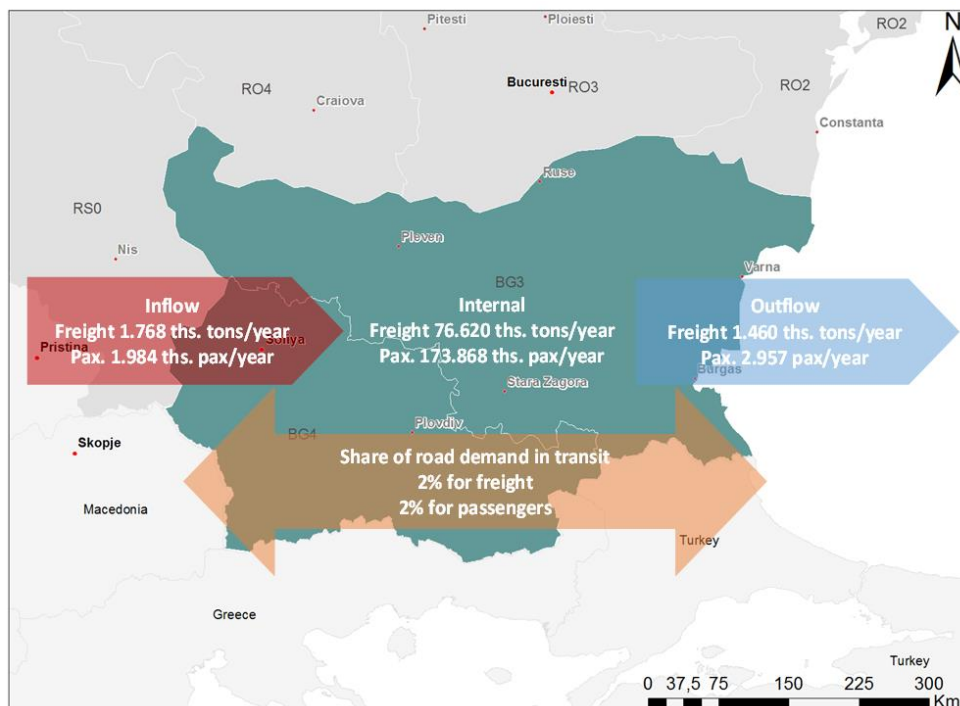 Pitesti
Ploiesti
RO2
N
RO4
Bucuresti
RO3
RO2
Craiova
Constanta
Ruse
RS0
Nis
Pleven
Varna
BG3
Inflow
Freight 1.768 ths. tons/year
Pax. 1.984 ths. pax/year
Pristina
Sofiya
Internal
Freight 76.620 ths. tons/year
Pax. 173.868 ths. pax/year
Outflow
Freight 1.460 ths. tons/year
Pax. 2.957 pax/year
Burgas
Stara Zagora
BG4
Plovdiv
Skopje
Macedonia
Share of road demand in transit
2% for freight
2% for passengers
Turkey
Greece
Turkey
0 37,5 75 150 225 300
Km